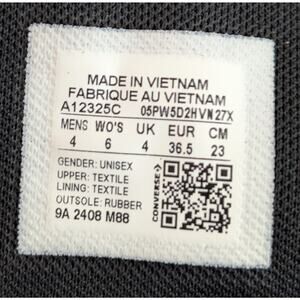 MADE IN VIETNAM
FABRIQUE AU VIETNAM
A12325C 05PW5D2HVN27X
MENS WO'S UK EUR CM
4 6 4 36.5 23
GENDER: UNISEX
UPPER: TEXTILE
LINING: TEXTILE
OUTSOLE: RUBBER
9A 2408 M88
CONVERSE